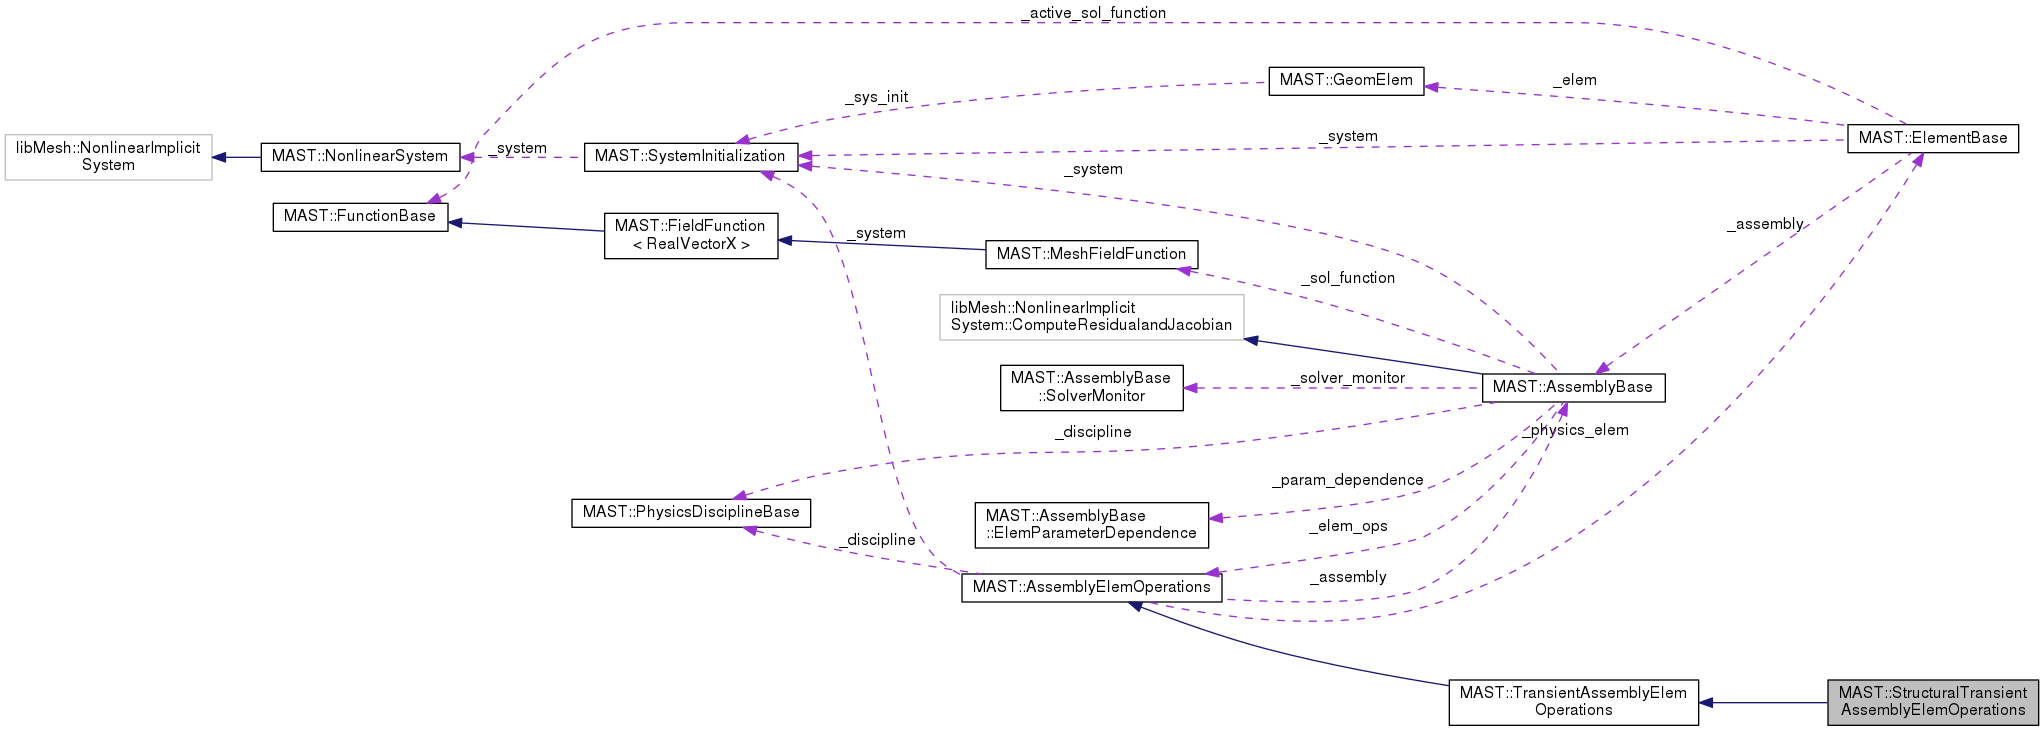 _active_sol_function
MAST::GeomElem
_elem
_sys_init
libMesh::NonlinearImplicit
System
MAST::NonlinearSystem
_system
MAST::SystemInitialization
_system
MAST::ElementBase
_system
MAST::FunctionBase
MAST::FieldFunction
< RealVectorX >
_system
MAST::MeshFieldFunction
_assembly
_sol_function
libMesh::NonlinearImplicit
System::ComputeResidualandJacobian
MAST::AssemblyBase
::SolverMonitor
_solver_monitor
MAST::AssemblyBase
_discipline
_physics_elem
_param_dependence
MAST::PhysicsDisciplineBase
MAST::AssemblyBase
::ElemParameterDependence
_elem_ops
_discipline
_assembly
MAST::AssemblyElemOperations
MAST::TransientAssemblyElem
Operations
MAST::StructuralTransient
AssemblyElemOperations